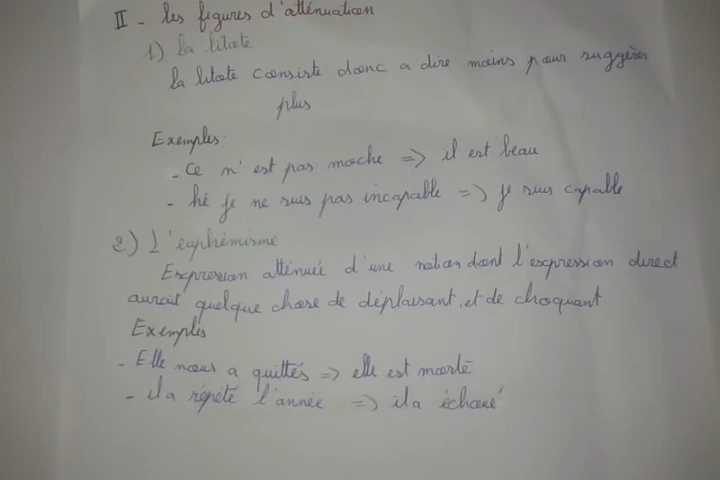 II - les figures d'atténuation
1) la litote
la litote consiste donc a dire moins pour suggérer
plus
Exemples:
- Ce n'est pas moche => il est beau
- hé je ne suis pas incapable => je suis capable
2) L'euphémisme
Expression atténuée d'une notion dont l'expression direct
aurait quelque chose de déplaisant, et de choquant
Exemples
- Elle nous a quittés => elle est morte
- il a répété l'année => il a échoué